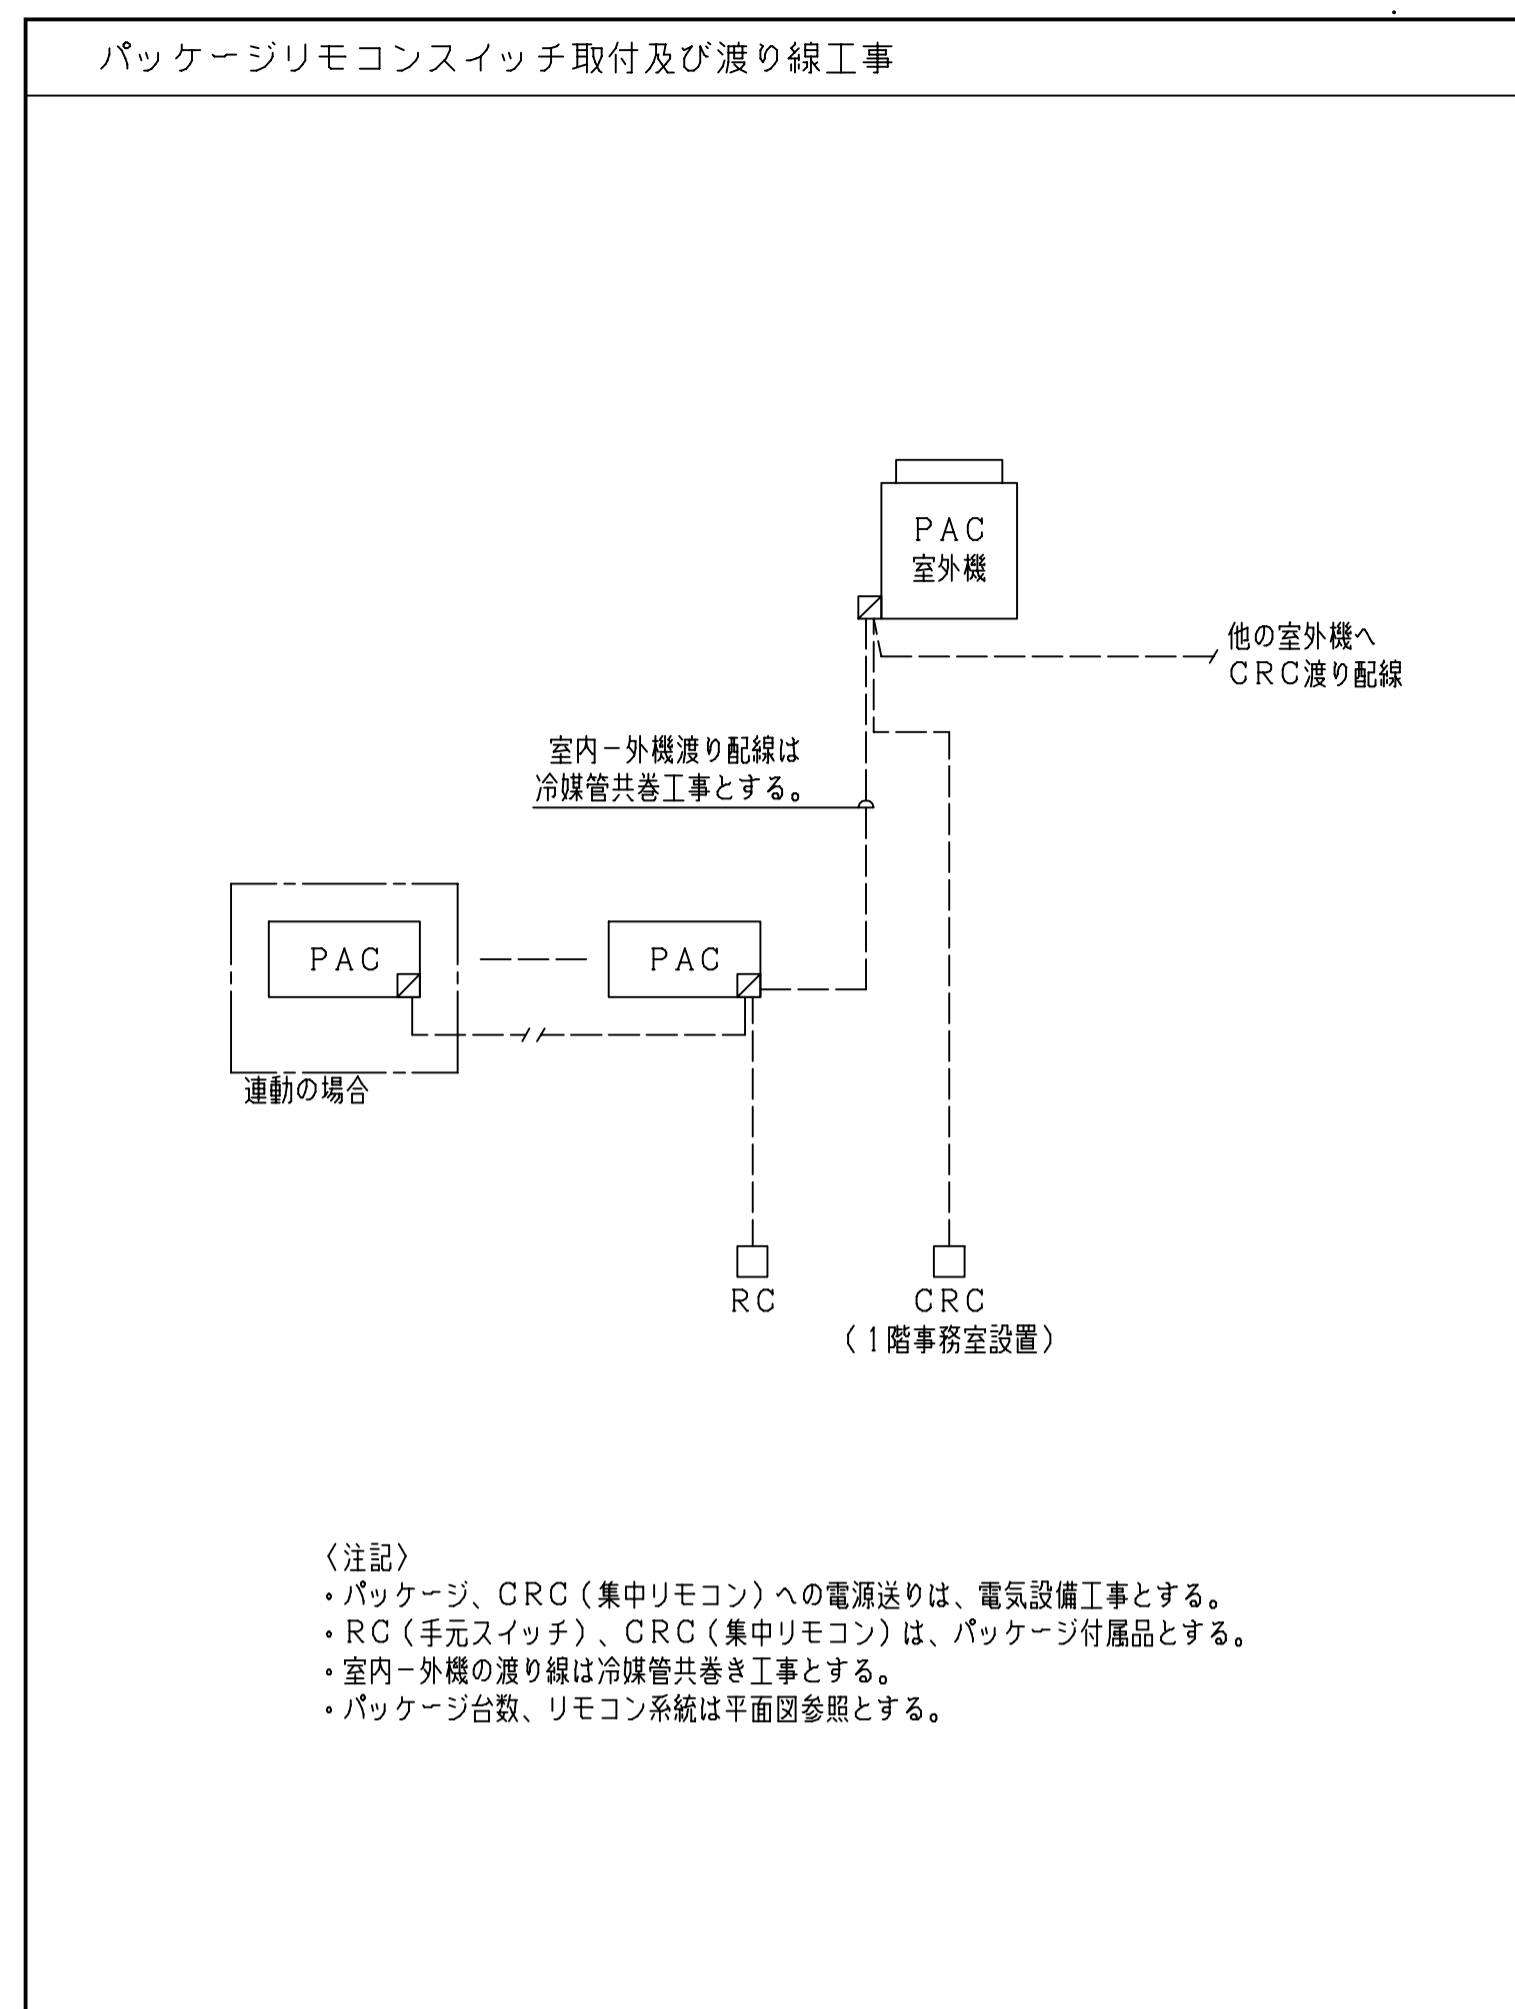 パッケージリモコンスイッチ取付及び渡り線工事
PAC
室外機
他の室外機へ
CRC渡り配線
室内-外機渡り配線は
冷媒管共巻工事とする。
PAC
PAC
連動の場合
RC
CRC
(1階事務室設置)
〈注記〉
・パッケージ、CRC(集中リモコン)への電源送りは、電気設備工事とする。
・RC(手元スイッチ)、CRC(集中リモコン)は、パッケージ付属品とする。
・室内-外機の渡り線は冷媒管共巻き工事とする。
・パッケージ台数、リモコン系統は平面図参照とする。